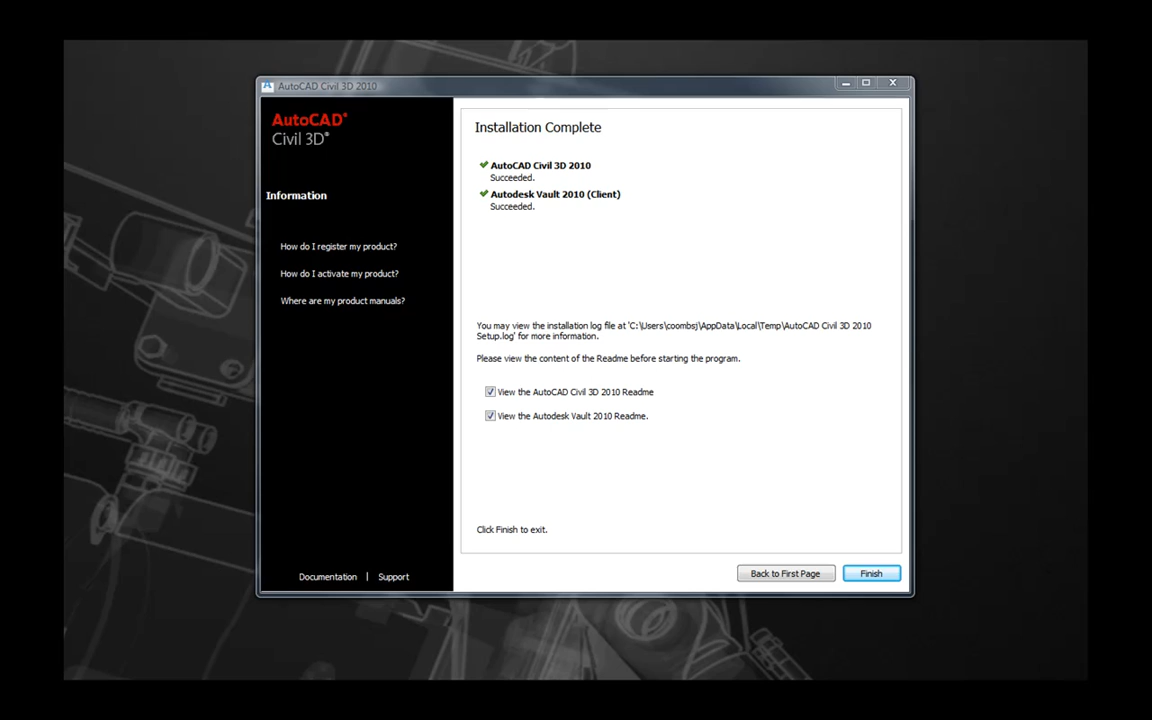 AutoCAD Civil 3D 2010
AutoCAD®
Civil 3D®
Information
How do I register my product?
How do I activate my product?
Where are my product manuals?
Documentation | Support
Installation Complete
AutoCAD Civil 3D 2010
Succeeded.
Autodesk Vault 2010 (Client)
Succeeded.
You may view the installation log file at 'C:\Users\coombsj\AppData\Local\Temp\AutoCAD Civil 3D 2010
Setup.log' for more information.
Please view the content of the Readme before starting the program.
View the AutoCAD Civil 3D 2010 Readme
View the Autodesk Vault 2010 Readme.
Click Finish to exit.
Back to First Page
Finish